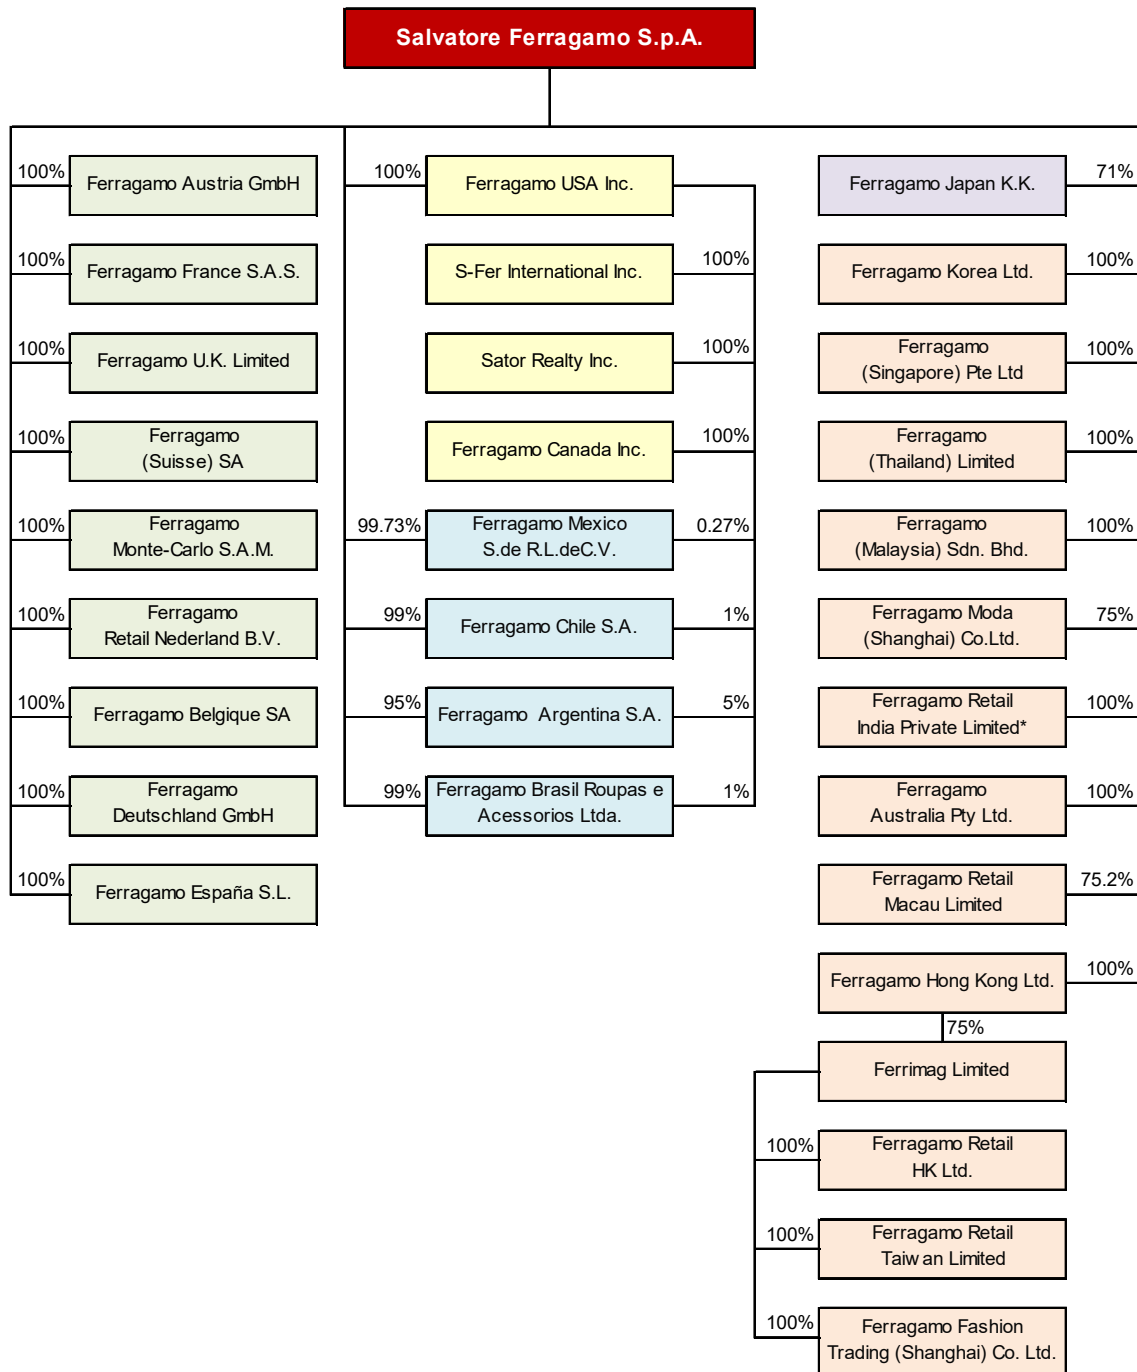 Salvatore Ferragamo S.p.A.
100%
Ferragamo Austria GmbH
100%
Ferragamo France S.A.S.
100%
Ferragamo U.K. Limited
100%
Ferragamo
(Suisse) SA
100%
Ferragamo
Monte-Carlo S.A.M.
100%
Ferragamo
Retail Nederland B.V.
100%
Ferragamo Belgique SA
100%
Ferragamo
Deutschland GmbH
100%
Ferragamo España S.L.
100%
Ferragamo USA Inc.
S-Fer International Inc.
100%
Sator Realty Inc.
100%
Ferragamo Canada Inc.
100%
99.73%
Ferragamo Mexico
S.de R.L.deC.V.
0.27%
99%
Ferragamo Chile S.A.
1%
95%
Ferragamo Argentina S.A.
5%
99%
Ferragamo Brasil Roupas e
Acessorios Ltda.
1%
Ferragamo Japan K.K.
71%
Ferragamo Korea Ltd.
100%
Ferragamo
(Singapore) Pte Ltd
100%
Ferragamo
(Thailand) Limited
100%
Ferragamo
(Malaysia) Sdn. Bhd.
100%
Ferragamo Moda
(Shanghai) Co.Ltd.
75%
Ferragamo Retail
India Private Limited*
100%
Ferragamo
Australia Pty Ltd.
100%
Ferragamo Retail
Macau Limited
75.2%
Ferragamo Hong Kong Ltd.
100%
75%
Ferrimag Limited
100%
Ferragamo Retail
HK Ltd.
100%
Ferragamo Retail
Taiwan Limited
100%
Ferragamo Fashion
Trading (Shanghai) Co. Ltd.